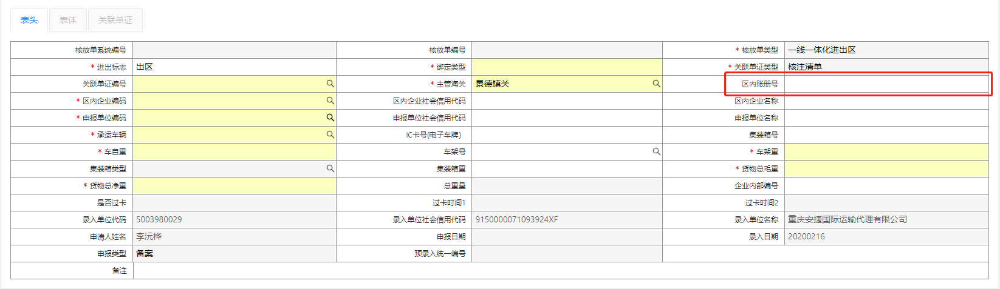 表头 表体 关联单证
核放单系统编号 核放单编号 * 核放单类型 一线一体化进出区
* 进出标志 出区 * 绑定类型 * 关联单证类型 核注清单
关联单证编号 * 主管海关 景德镇关 区内账册号
* 区内企业编码 区内企业社会信用代码 区内企业名称
* 申报单位编码 申报单位社会信用代码 申报单位名称
* 承运车辆 IC卡号(电子车牌) 集装箱号
* 车自重 车架号 * 车架重
集装箱类型 集装箱重 * 货物总毛重
* 货物总净重 总重量 企业内部编号
是否过卡 过卡时间1 过卡时间2
录入单位代码 5003980029 录入单位社会信用代码 9150000071093924XF 录入单位名称 重庆安捷国际运输代理有限公司
申请人姓名 李沅桦 申报日期 录入日期 20200216
申报类型 备案 预录入统一编号
备注